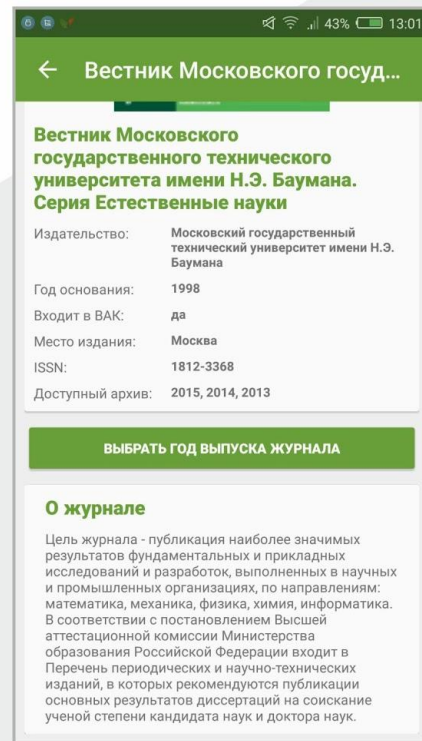 43% 13:01
Вестник Московского госуд...
Вестник Московского
государственного технического
университета имени Н.Э. Баумана.
Серия Естественные науки
Издательство: Московский государственный
технический университет имени Н.Э.
Баумана
Год основания: 1998
Входит в ВАК: да
Место издания: Москва
ISSN: 1812-3368
Доступный архив: 2015, 2014, 2013
ВЫБРАТЬ ГОД ВЫПУСКА ЖУРНАЛА
О журнале
Цель журнала - публикация наиболее значимых
результатов фундаментальных и прикладных
исследований и разработок, выполненных в научных
и промышленных организациях, по направлениям:
математика, механика, физика, химия, информатика.
В соответствии с постановлением Высшей
аттестационной комиссии Министерства
образования Российской Федерации входит в
Перечень периодических и научно-технических
изданий, в которых рекомендуются публикации
основных результатов диссертаций на соискание
ученой степени кандидата наук и доктора наук.